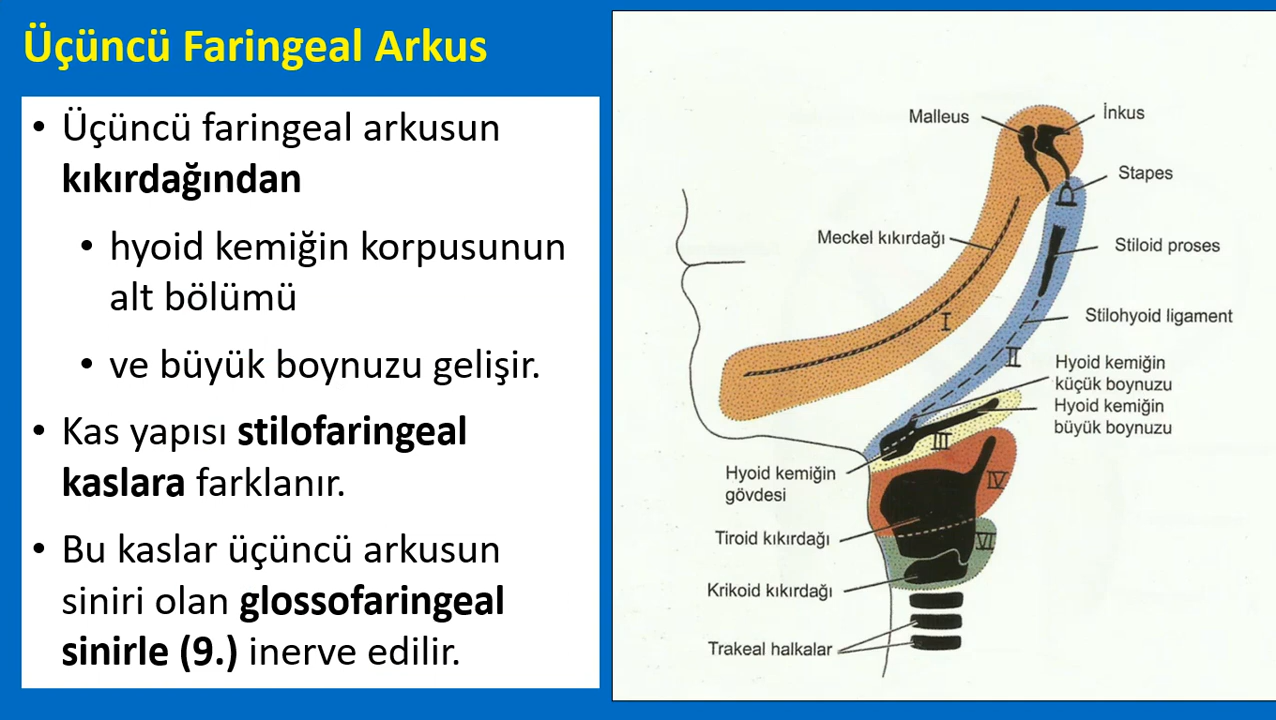 Üçüncü Faringeal Arkus
• Üçüncü faringeal arkusun
kıkırdağından
• hyoid kemiğin korpusunun
alt bölümü
• ve büyük boynuzu gelişir.
• Kas yapısı stilofaringeal
kaslara farklanır.
• Bu kaslar üçüncü arkusun
siniri olan glossofaringeal
sinirle (9.) inerve edilir.
Malleus
İnkus
Stapes
Meckel kıkırdağı
Stiloid proses
I
Stilohyoid ligament
II
Hyoid kemiğin
küçük boynuzu
Hyoid kemiğin
büyük boynuzu
III
Hyoid kemiğin
gövdesi
IV
Tiroid kıkırdağı
VI
Krikoid kıkırdağı
Trakeal halkalar